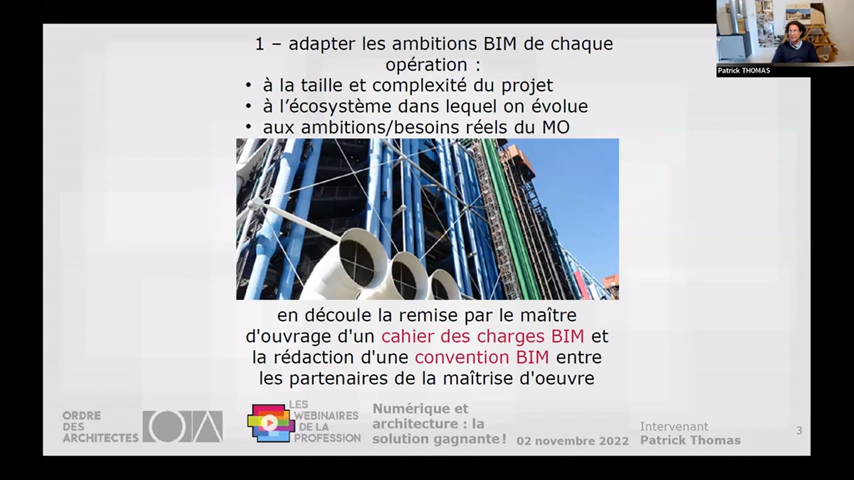 1 – adapter les ambitions BIM de chaque
opération :
• à la taille et complexité du projet
• à l'écosystème dans lequel on évolue
• aux ambitions/besoins réels du MO
en découle la remise par le maître
d'ouvrage d'un cahier des charges BIM et
la rédaction d'une convention BIM entre
les partenaires de la maîtrise d'oeuvre
ORDRE
DES
ARCHITECTES
LES
WEBINAIRES
DE LA
PROFESSION
Numérique et
architecture : la
solution gagnante!
02 novembre 2022
Intervenant
Patrick Thomas
3
Patrick THOMAS